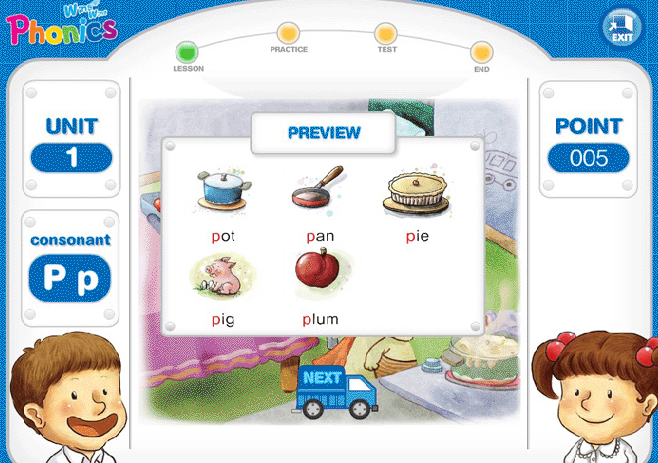 Phonics
EXIT
LESSON
PRACTICE
TEST
END
UNIT
1
consonant
P p
PREVIEW
pot
pan
pie
pig
plum
NEXT
POINT
005